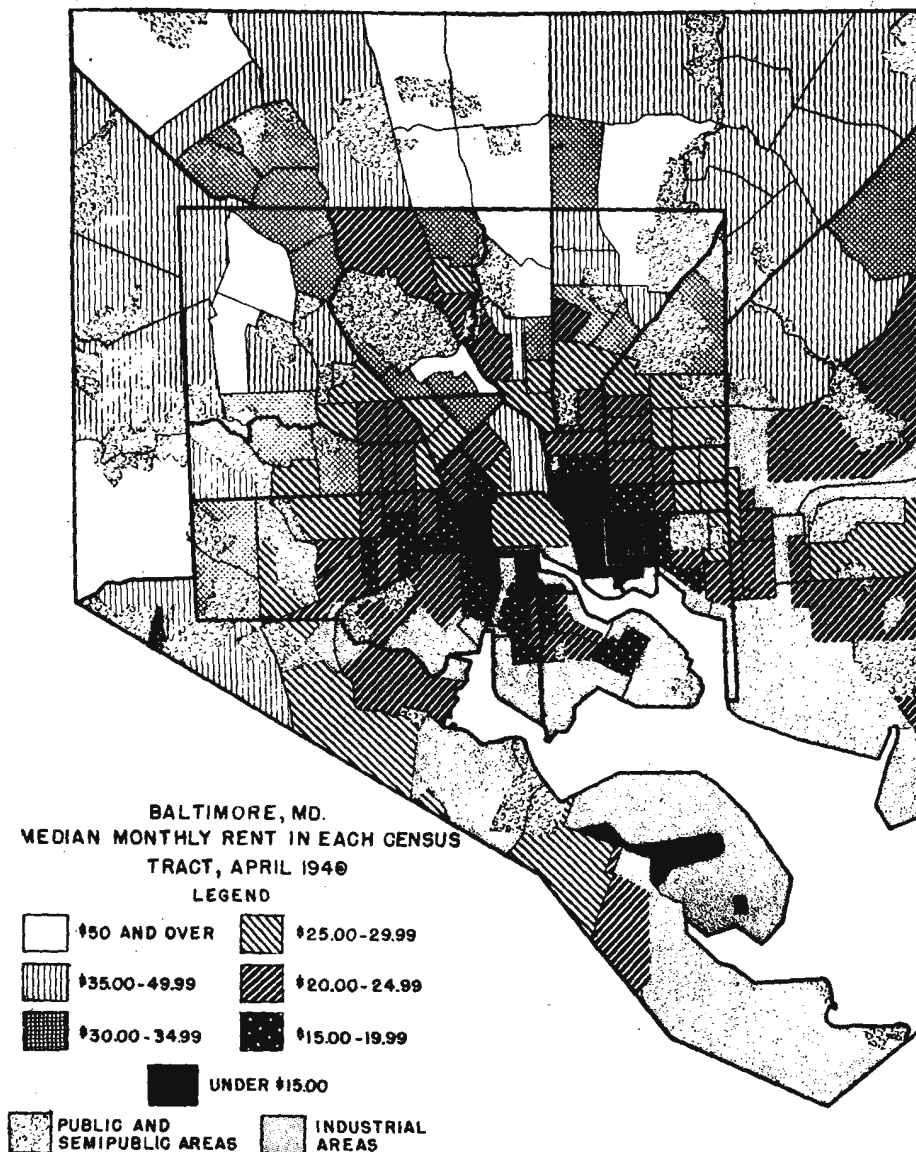 BALTIMORE, MD.
MEDIAN MONTHLY RENT IN EACH CENSUS
TRACT, APRIL 1940
LEGEND
$50 AND OVER
$25.00-29.99
$35.00-49.99
$20.00-24.99
$30.00-34.99
$15.00-19.99
UNDER $15.00
PUBLIC AND
SEMIPUBLIC AREAS
INDUSTRIAL
AREAS